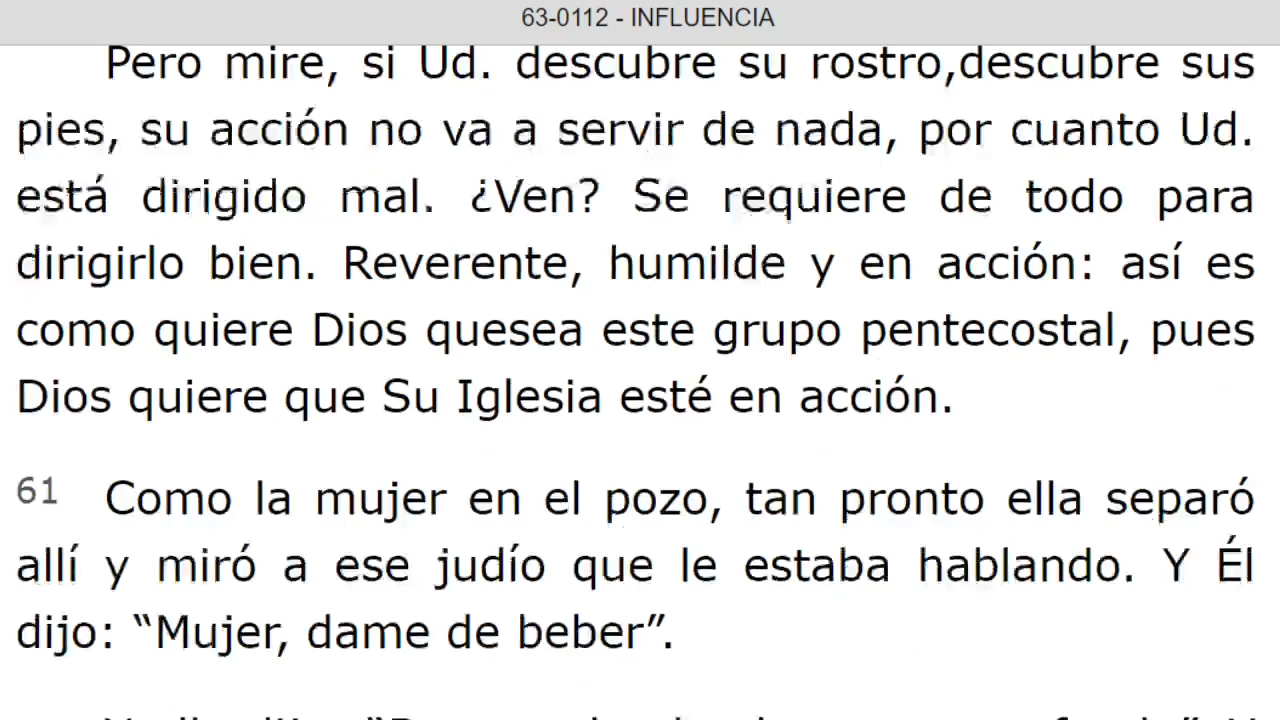 63-0112 - INFLUENCIA
Pero mire, si Ud. descubre su rostro,descubre sus
pies, su acción no va a servir de nada, por cuanto Ud.
está dirigido mal. ¿Ven? Se requiere de todo para
dirigirlo bien. Reverente, humilde y en acción: así es
como quiere Dios quesea este grupo pentecostal, pues
Dios quiere que Su Iglesia esté en acción.
61 Como la mujer en el pozo, tan pronto ella separó
allí y miró a ese judío que le estaba hablando. Y Él
dijo: “Mujer, dame de beber”.